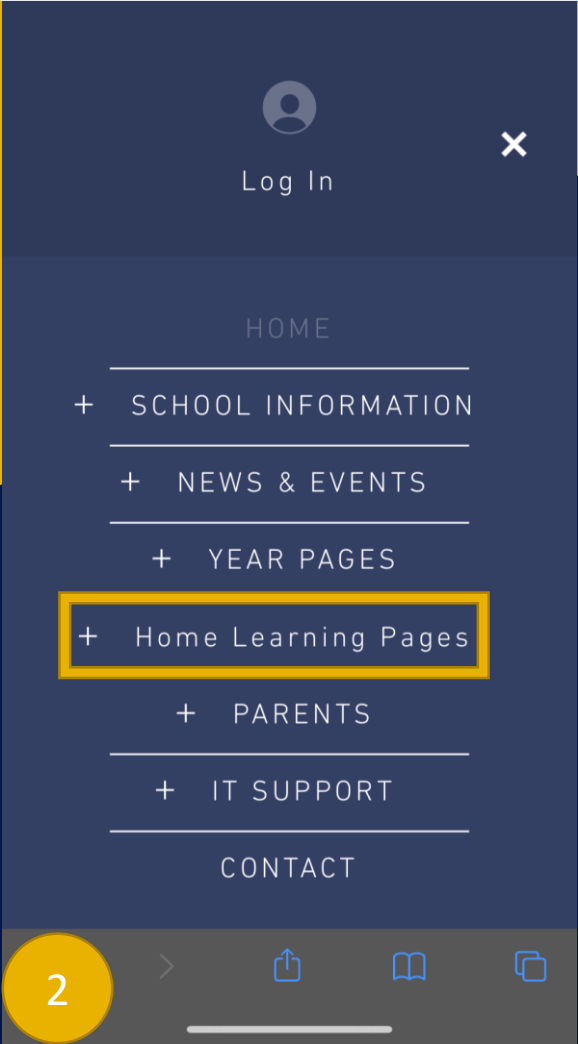 Log In
HOME
+ SCHOOL INFORMATION
+ NEWS & EVENTS
+ YEAR PAGES
+ Home Learning Pages
+ PARENTS
+ IT SUPPORT
CONTACT
2